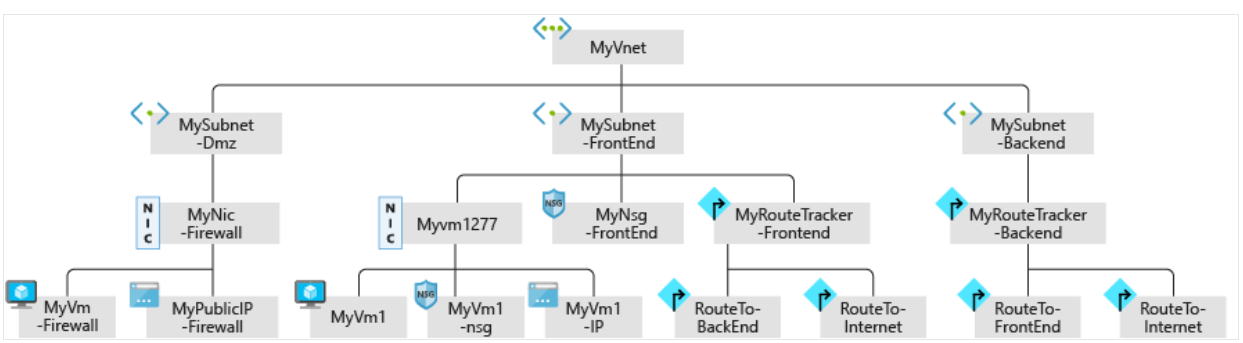 MyVnet
MySubnet
-Dmz
MySubnet
-FrontEnd
MySubnet
-Backend
N
I
C
MyNic
-Firewall
N
I
C
Myvm1277
NSG
MyNsg
-FrontEnd
MyRouteTracker
-Frontend
MyRouteTracker
-Backend
MyVm
-Firewall
MyPublicIP
-Firewall
MyVm1
NSG
MyVm1
-nsg
MyVm1
-IP
RouteTo-
BackEnd
RouteTo-
Internet
RouteTo-
FrontEnd
RouteTo-
Internet